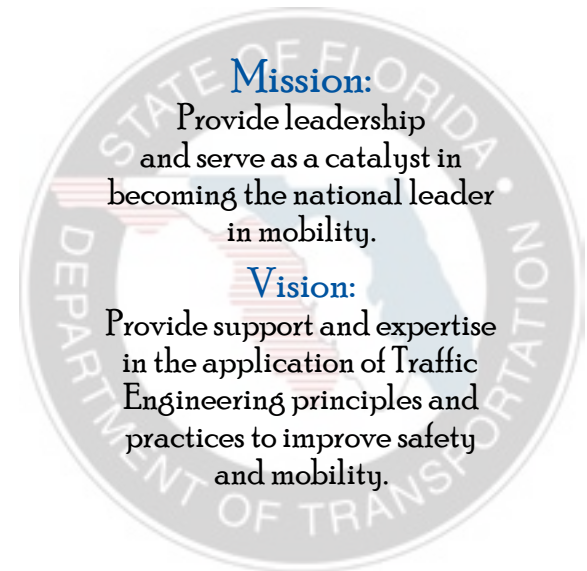 STATE OF FLORIDA
Mission:
Provide leadership
and serve as a catalyst in
becoming the national leader
in mobility.
Vision:
Provide support and expertise
in the application of Traffic
Engineering principles and
practices to improve safety
and mobility.
DEPARTMENT OF TRANSPORTATION